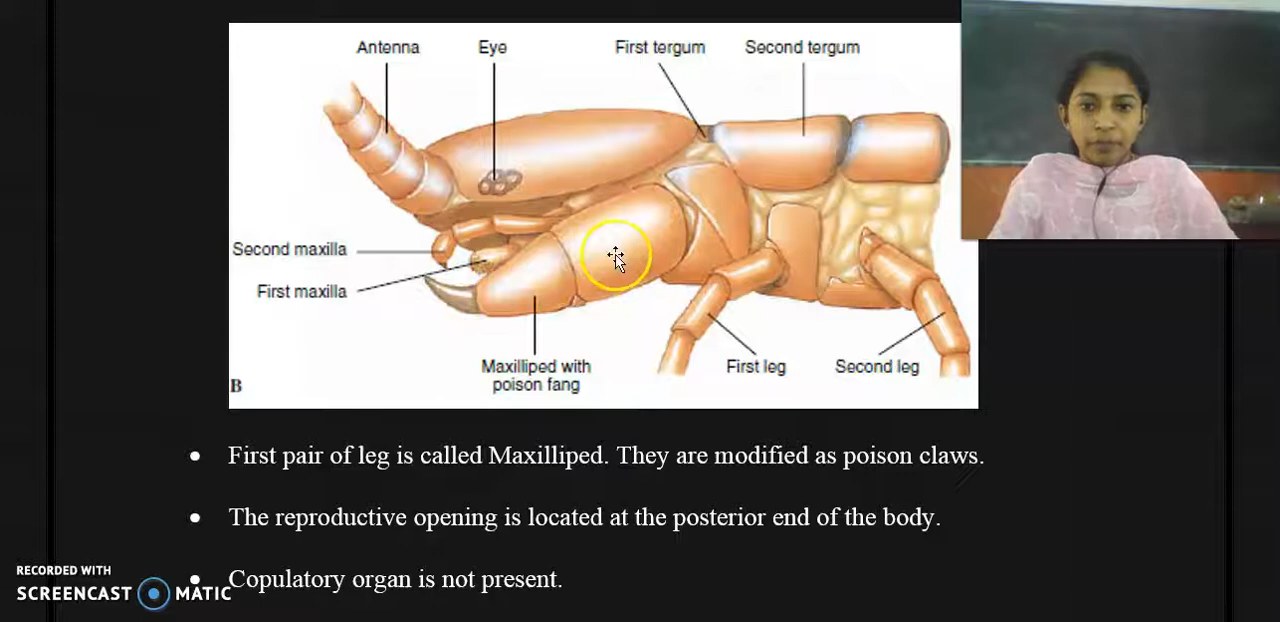 Antenna
Eye
First tergum
Second tergum
Second maxilla
First maxilla
Maxilliped with
poison fang
First leg
Second leg
B
• First pair of leg is called Maxilliped. They are modified as poison claws.
• The reproductive opening is located at the posterior end of the body.
• Copulatory organ is not present.
RECORDED WITH
SCREENCAST MATIC